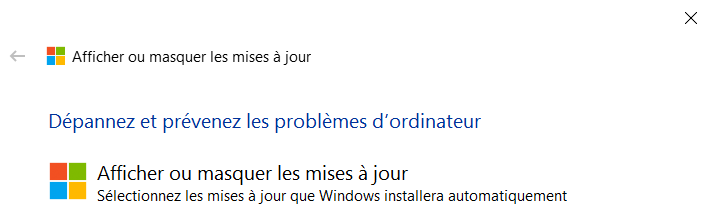 Afficher ou masquer les mises à jour
Dépannez et prévenez les problèmes d’ordinateur
Afficher ou masquer les mises à jour
Sélectionnez les mises à jour que Windows installera automatiquement